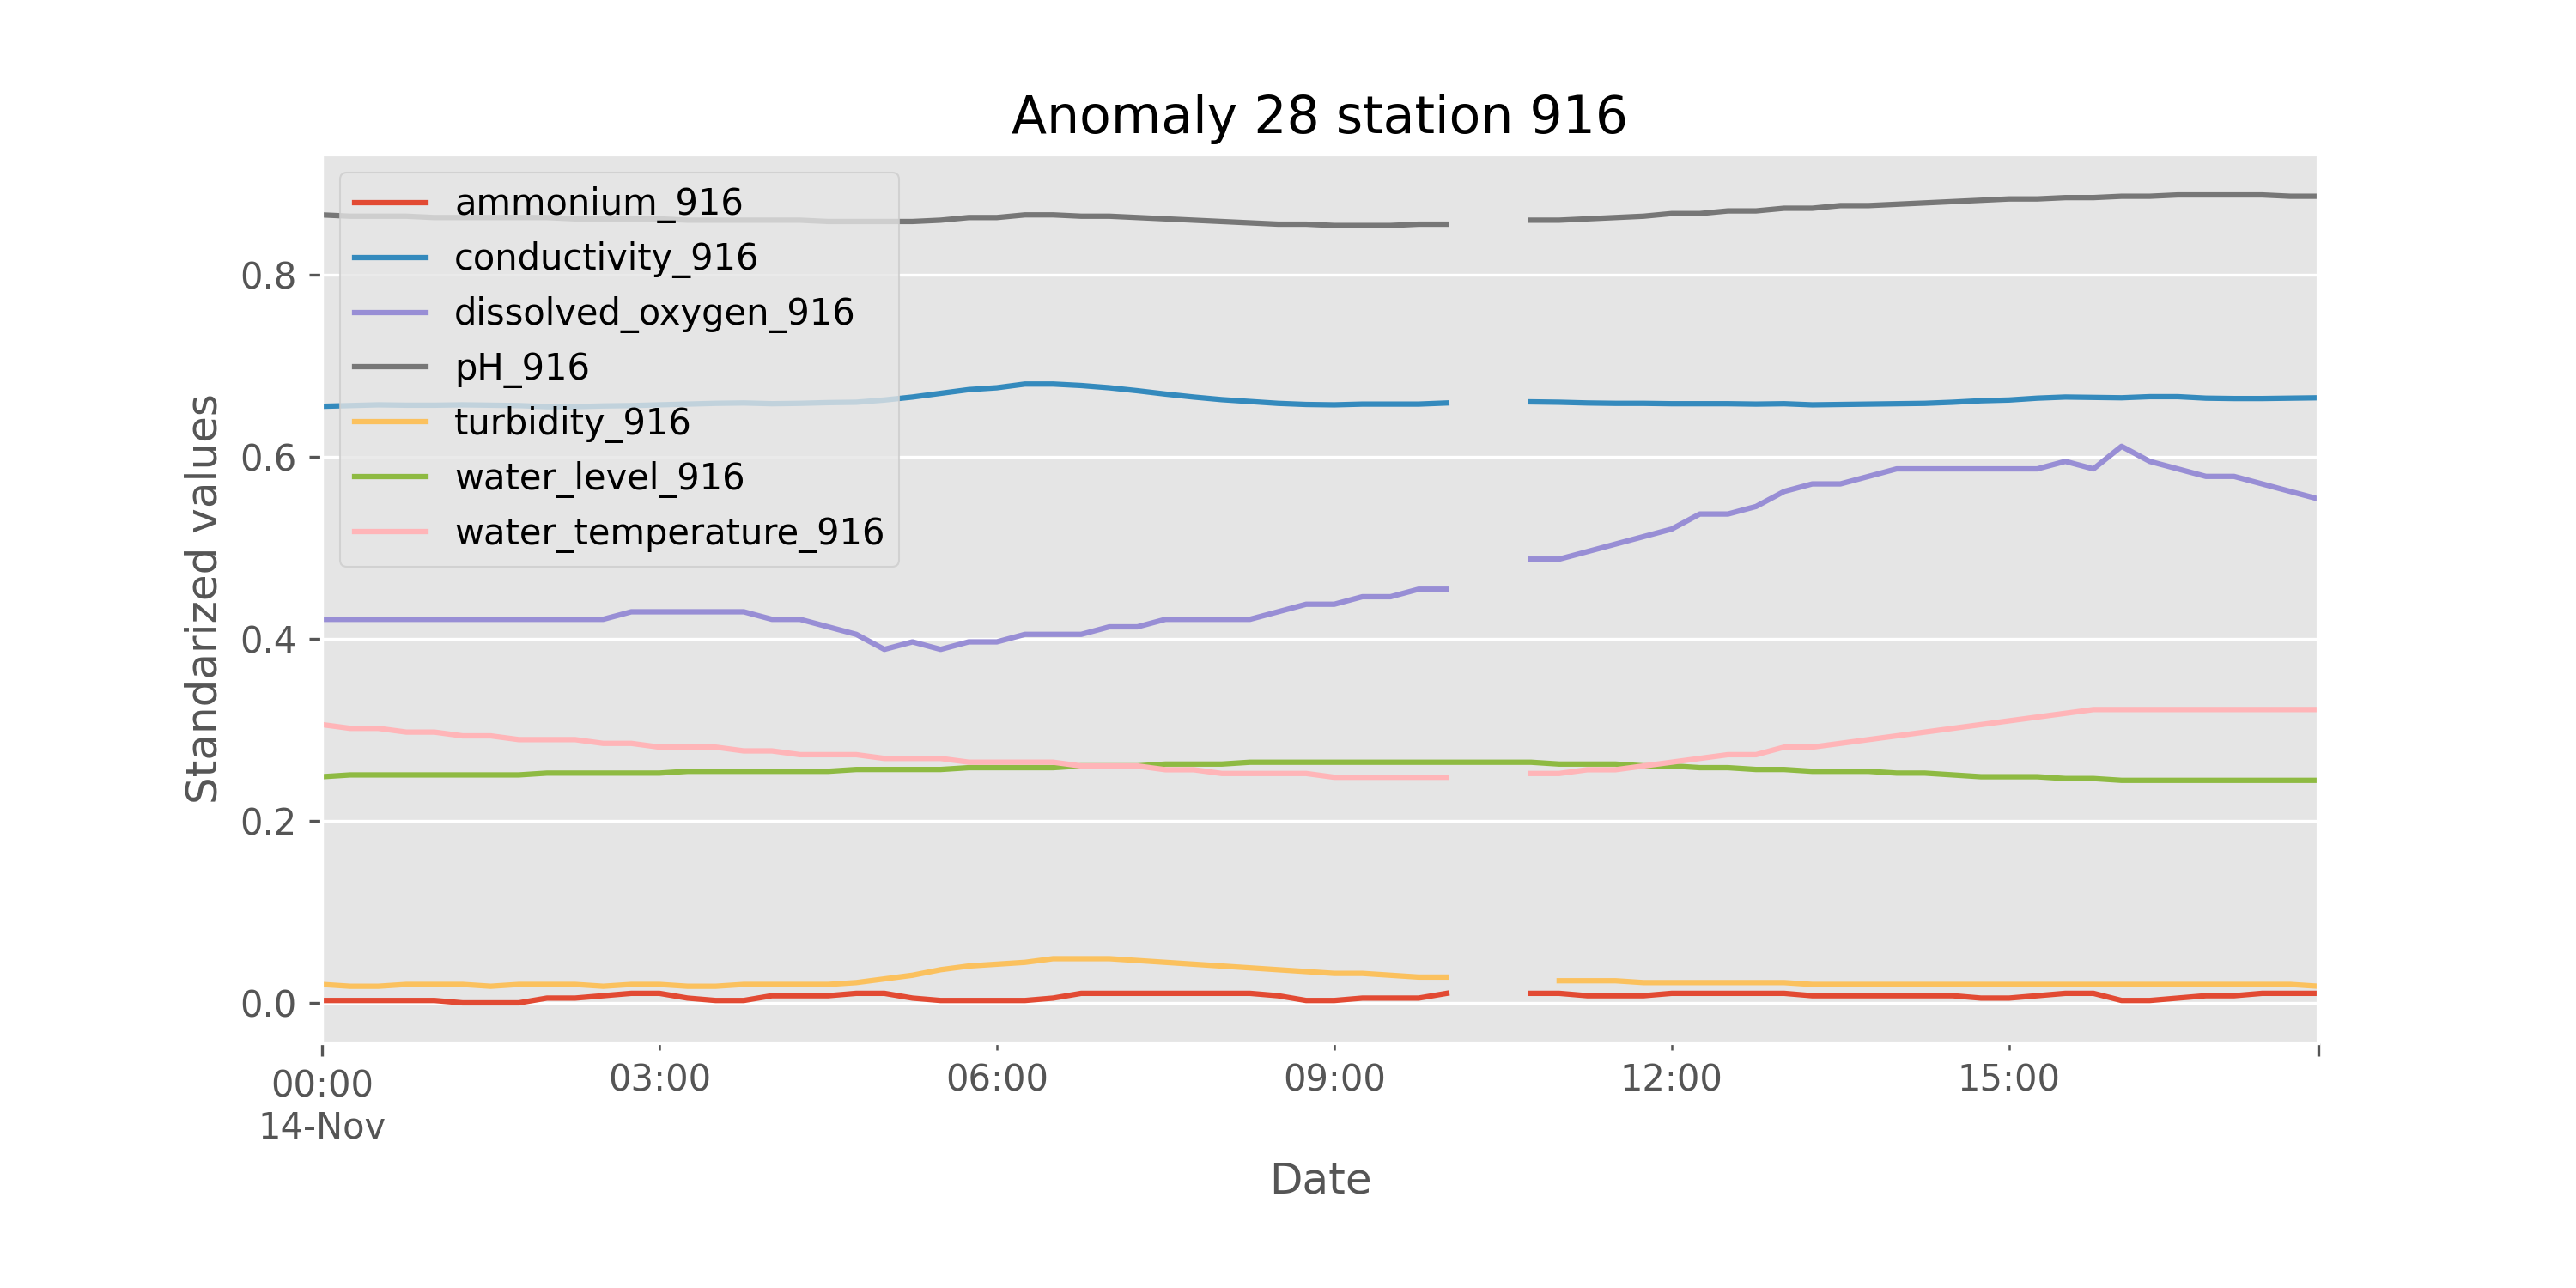 Anomaly 28 station 916
ammonium_916
conductivity_916
dissolved_oxygen_916
pH_916
turbidity_916
water_level_916
water_temperature_916
Standarized values
0.8
0.6
0.4
0.2
0.0
00:00 03:00 06:00 09:00 12:00 15:00
14-Nov
Date